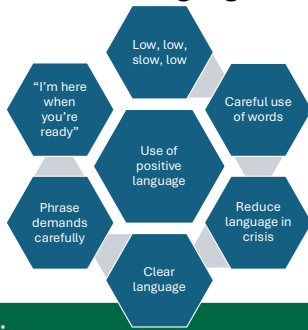 Low, low,
slow, low
"I'm here
when
you're
ready"
Careful use
of words
Use of
positive
language
Phrase
demands
carefully
Reduce
language in
crisis
Clear
language